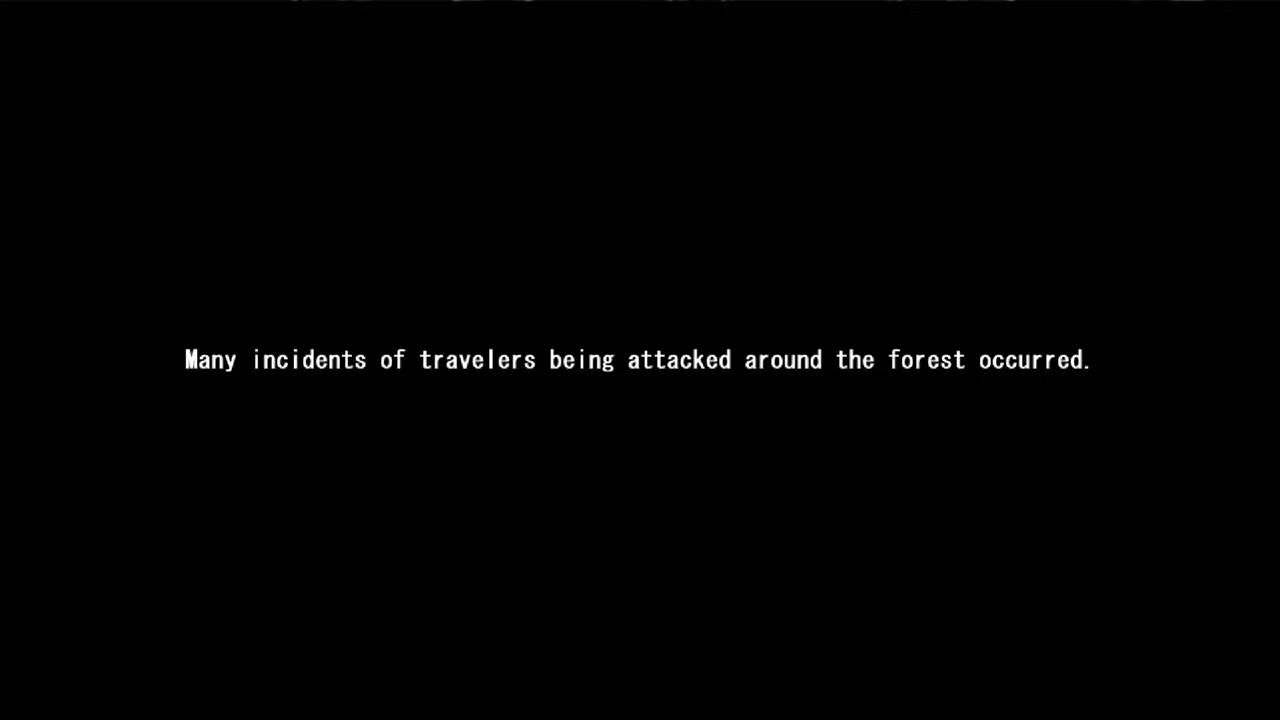 Many incidents of travelers being attacked around the forest occurred.